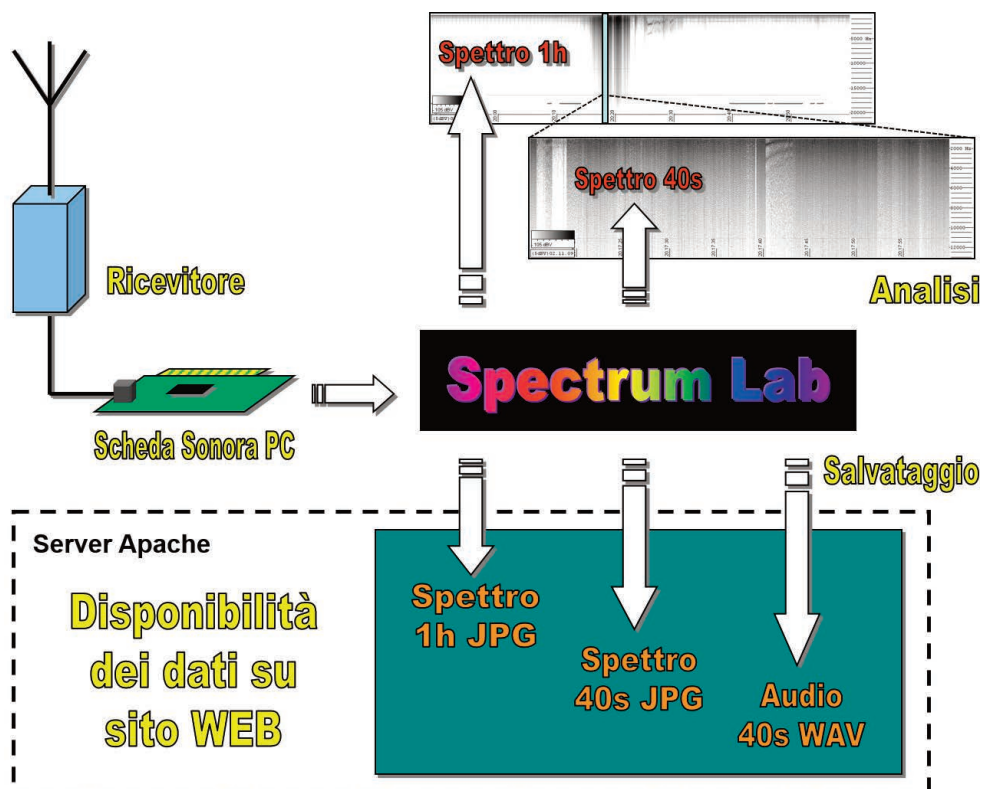 Spettro 1h
Spettro 40s
Ricevitore
Analisi
Spectrum Lab
Scheda Sonora PC
Salvataggio
Server Apache
Disponibilità
dei dati su
sito WEB
Spettro
1h JPG
Spettro
40s JPG
Audio
40s WAV